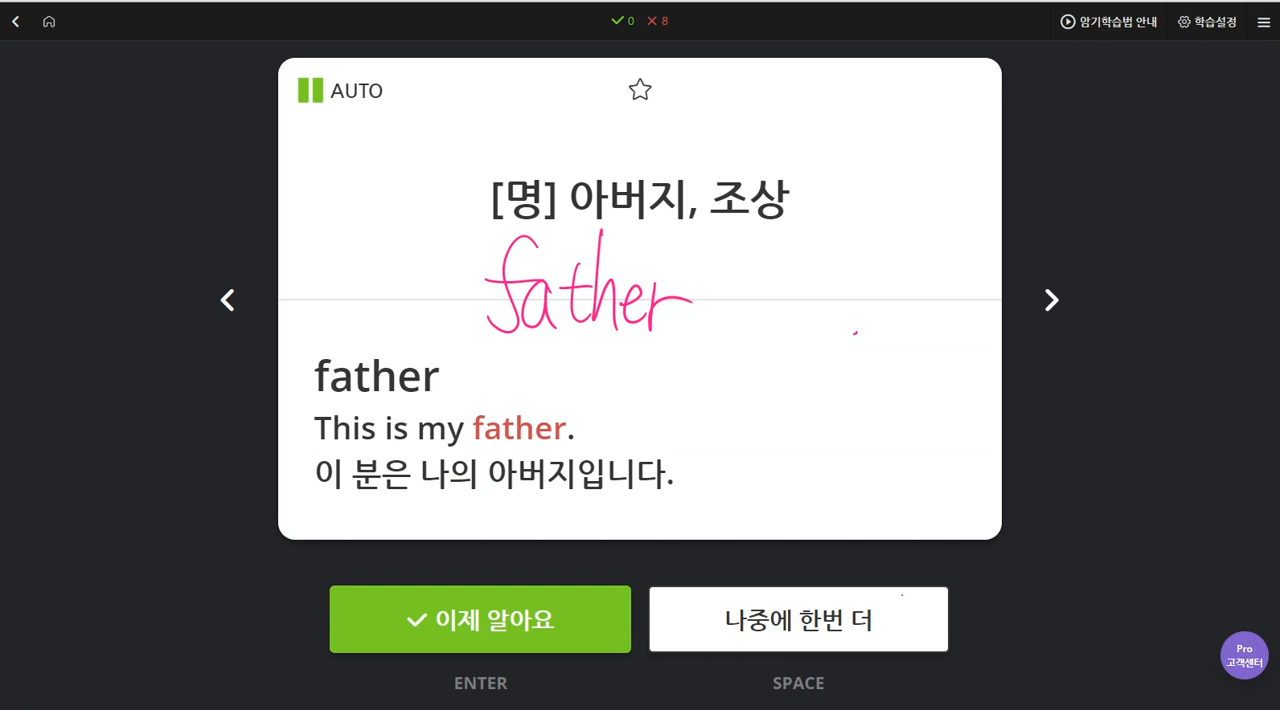 0 8 암기학습법 안내 학습설정
AUTO
[명] 아버지, 조상
father
father
This is my father.
이 분은 나의 아버지입니다.
이제 알아요 나중에 한번 더
ENTER SPACE
Pro
고객센터